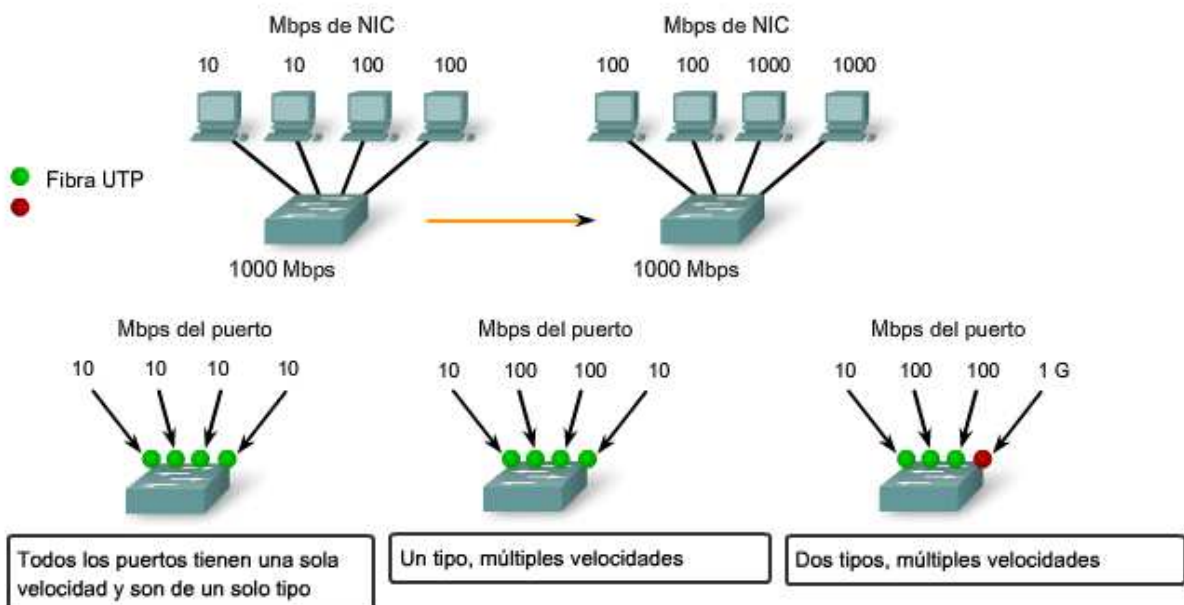 Mbps de NIC
10 10 100 100
Mbps de NIC
100 100 1000 1000
Fibra UTP
1000 Mbps
1000 Mbps
Mbps del puerto
10 10 10 10
Mbps del puerto
10 100 100 10
Mbps del puerto
10 100 100 1 G
Todos los puertos tienen una sola
velocidad y son de un solo tipo
Un tipo, múltiples velocidades
Dos tipos, múltiples velocidades